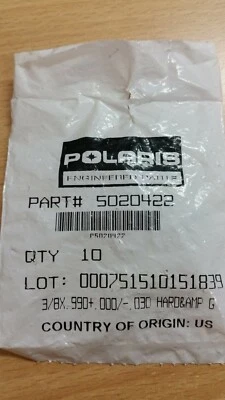 POLARIS
ENGINEERED PARTS
PART# 5020422
P5020422
QTY 10
LOT: 000751510151839
3/8X.990+.000/-.030 HARD&AMP G
COUNTRY OF ORIGIN: US